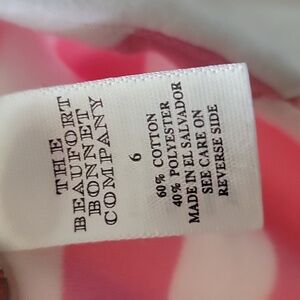 THE
BEAUFORT
BONNET
COMPANY
6
60% COTTON
40% POLYESTER
MADE IN EL SALVADOR
SEE CARE ON
REVERSE SIDE